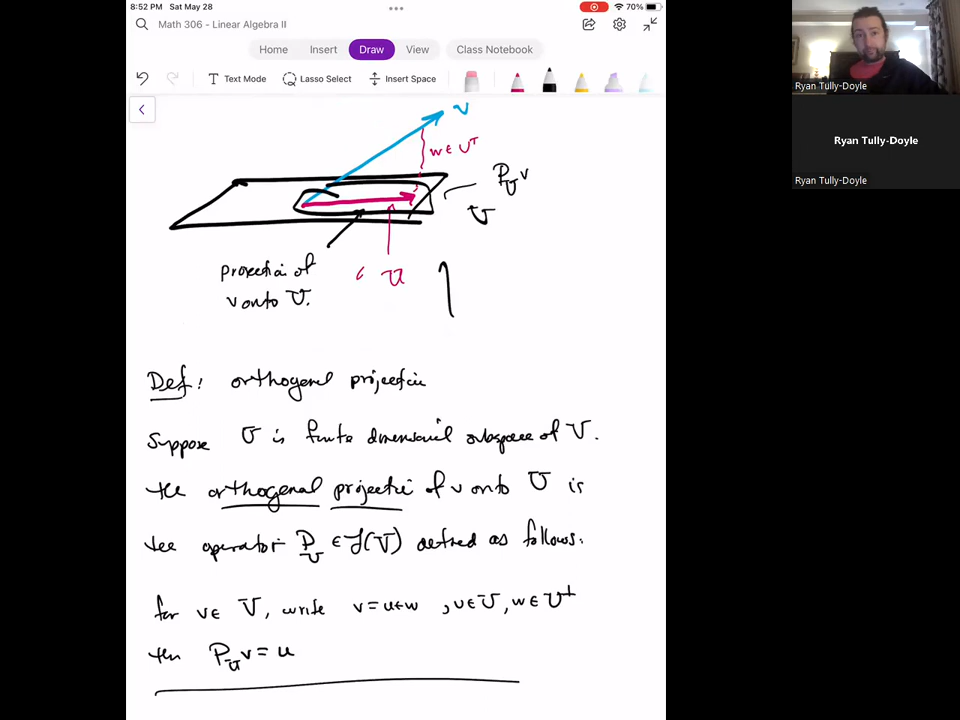 8:52 PM Sat May 28
70%
Math 306 - Linear Algebra II
Home Insert Draw View Class Notebook
Text Mode Lasso Select Insert Space
v
w ∈ U⊤
P_U v
U
U
projection of
v onto U.
Def: orthogonal projection
Suppose U is finite dimensional subspace of V.
the orthogonal projection of v onto U is
the operator P_U ∈ L(V) defined as follows:
for v ∈ V, write v = u + w , u ∈ U, w ∈ U⊥
then P_U v = u
Ryan Tully-Doyle
Ryan Tully-Doyle
Ryan Tully-Doyle